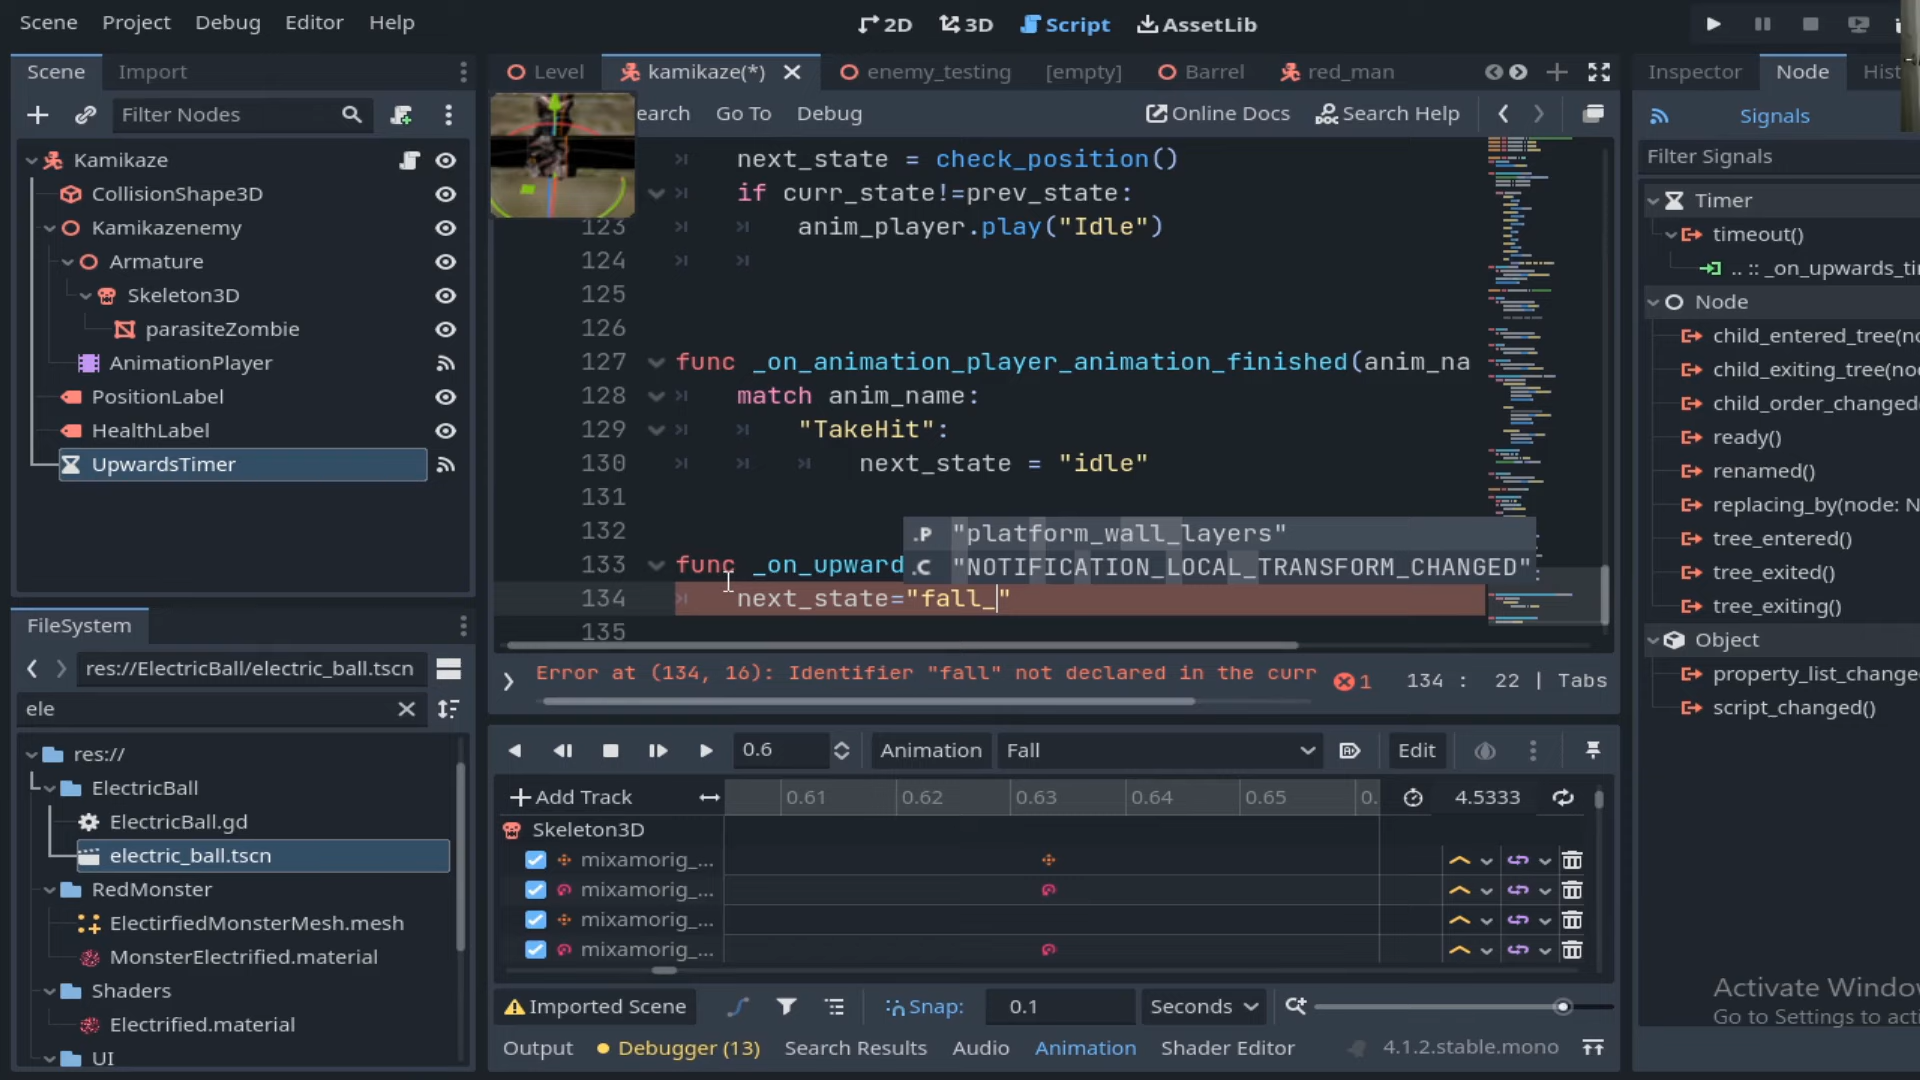 Scene Project Debug Editor Help 2D 3D Script AssetLib
Scene Import
Level kamikaze(*) enemy_testing [empty] Barrel red_man
Inspector Node
Filter Nodes
earch Go To Debug Online Docs Search Help
Signals
Filter Signals
Kamikaze
CollisionShape3D
Kamikazenemy
Armature
Skeleton3D
parasiteZombie
AnimationPlayer
PositionLabel
HealthLabel
UpwardsTimer
next_state = check_position()
if curr_state!=prev_state:
123 anim_player.play("Idle")
124
125
126
127 func _on_animation_player_animation_finished(anim_na
128 match anim_name:
129 "TakeHit":
130 next_state = "idle"
131
132
.P "platform_wall_layers"
.C "NOTIFICATION_LOCAL_TRANSFORM_CHANGED"
133 func _on_upward
134 next_state="fall_"
135
Error at (134, 16): Identifier "fall" not declared in the curr 1 134 : 22 | Tabs
Timer
timeout()
.. :: _on_upwards_ti
Node
child_entered_tree(no
child_exiting_tree(no
child_order_changed
ready()
renamed()
replacing_by(node: N
tree_entered()
tree_exited()
tree_exiting()
Object
property_list_change
script_changed()
FileSystem
res://ElectricBall/electric_ball.tscn
ele
res://
ElectricBall
ElectricBall.gd
electric_ball.tscn
RedMonster
ElectirfiedMonsterMesh.mesh
MonsterElectrified.material
Shaders
Electrified.material
UI
0.6 Animation Fall Edit
Add Track 0.61 0.62 0.63 0.64 0.65 0. 4.5333
Skeleton3D
mixamorig_...
mixamorig_...
mixamorig_...
mixamorig_...
Imported Scene Snap: 0.1 Seconds
Output Debugger (13) Search Results Audio Animation Shader Editor 4.1.2.stable.mono
Activate Windo
Go to Settings to acti